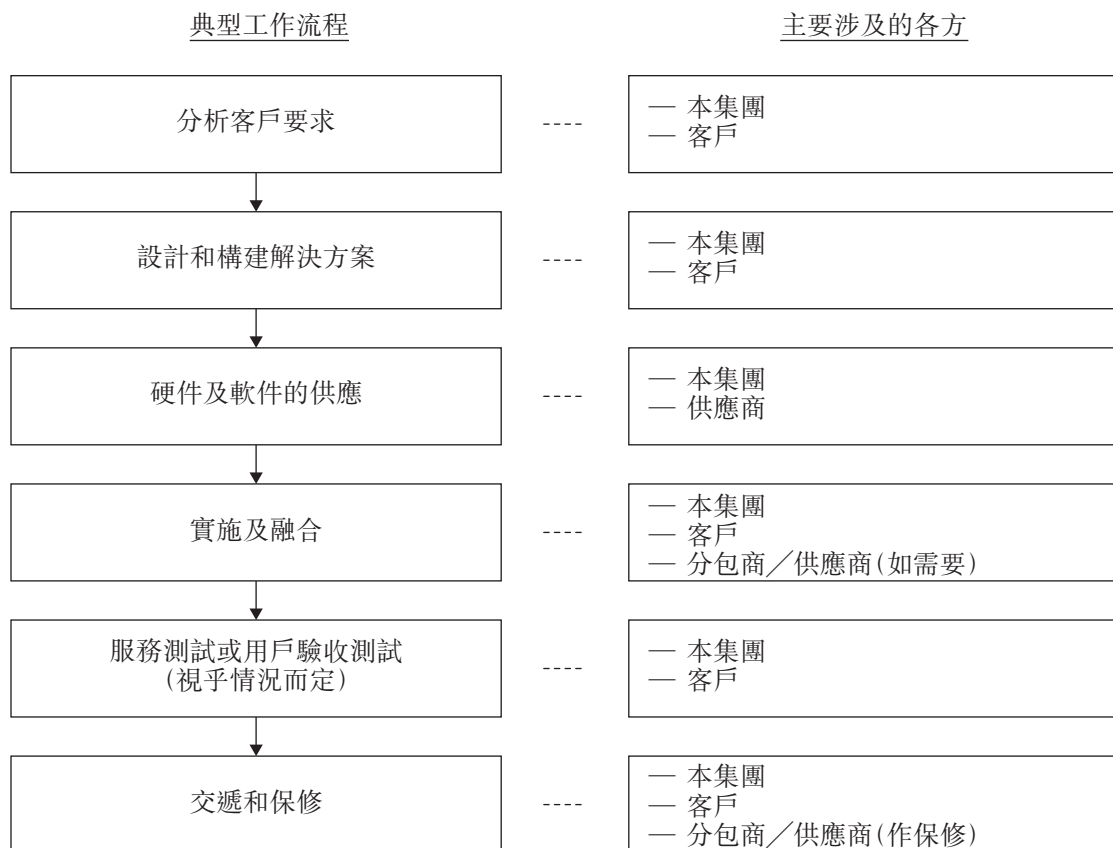 典型工作流程
主要涉及的各方
分析客戶要求
— 本集團
— 客戶
設計和構建解決方案
— 本集團
— 客戶
硬件及軟件的供應
— 本集團
— 供應商
實施及融合
— 本集團
— 客戶
— 分包商／供應商(如需要)
服務測試或用戶驗收測試
(視乎情況而定)
— 本集團
— 客戶
交遞和保修
— 本集團
— 客戶
— 分包商／供應商(作保修)